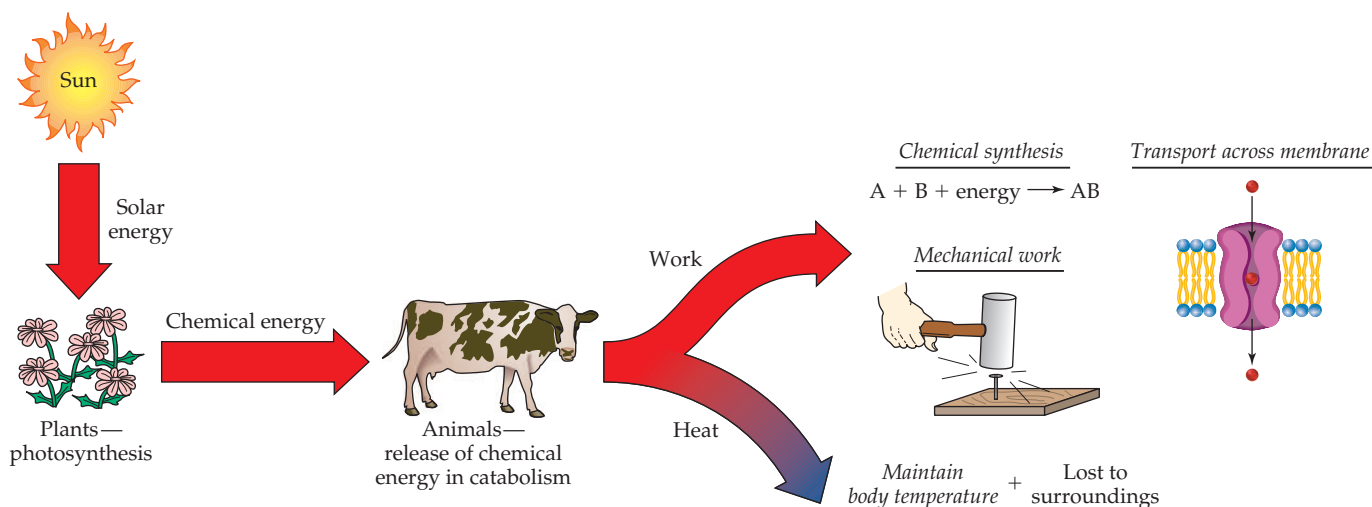 Sun
Solar
energy
Plants—
photosynthesis
Chemical energy
Animals—
release of chemical
energy in catabolism
Work
Heat
Chemical synthesis
A + B + energy ⟶ AB
Mechanical work
Transport across membrane
Maintain
body temperature
+
Lost to
surroundings